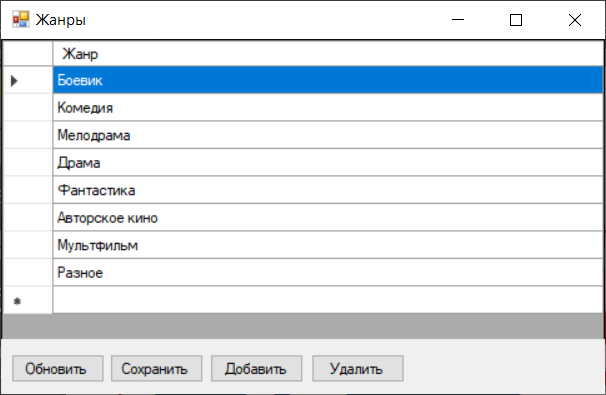 Жанры
Жанр
Боевик
Комедия
Мелодрама
Драма
Фантастика
Авторское кино
Мультфильм
Разное
Обновить Сохранить Добавить Удалить